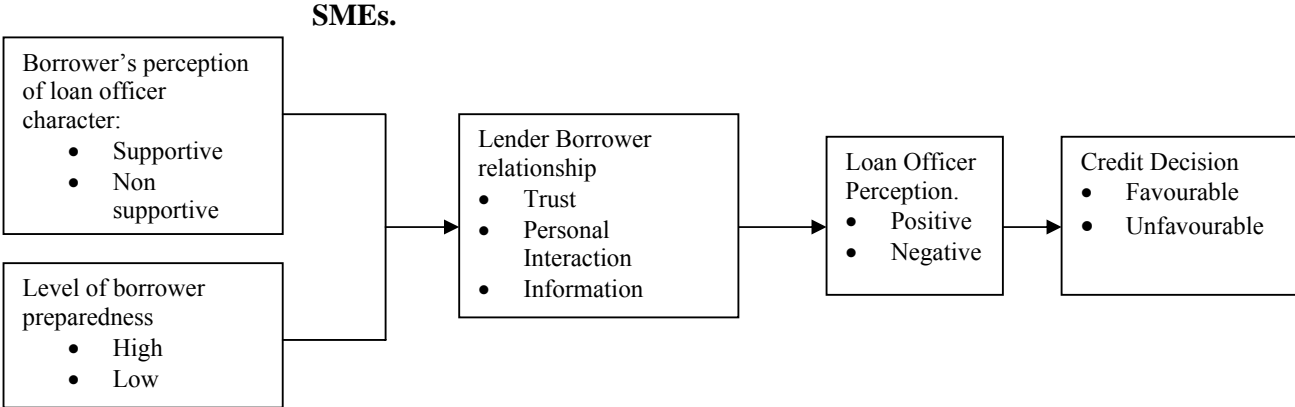 SMEs.
Borrower’s perception
of loan officer
character:
• Supportive
• Non
supportive
Level of borrower
preparedness
• High
• Low
Lender Borrower
relationship
• Trust
• Personal
Interaction
• Information
Loan Officer
Perception.
• Positive
• Negative
Credit Decision
• Favourable
• Unfavourable